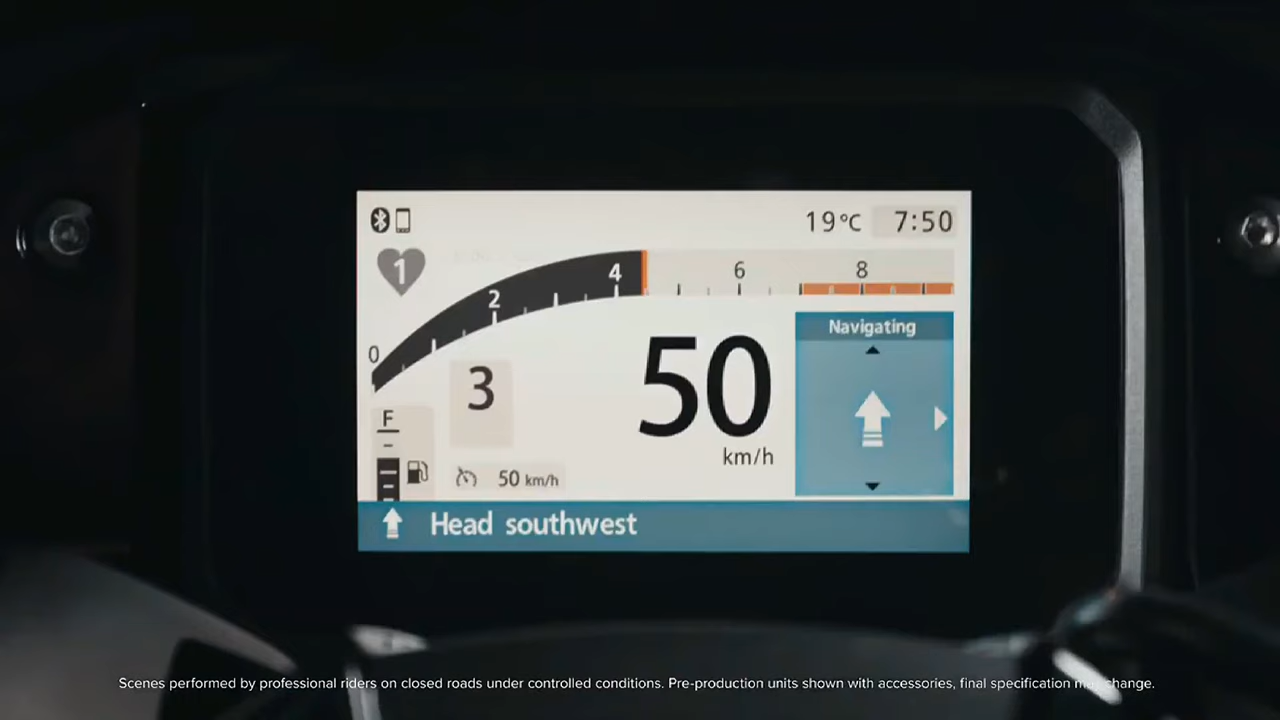 19°C 7:50
1
0 2 4 6 8
Navigating
3
50
km/h
F
50 km/h
Head southwest
Scenes performed by professional riders on closed roads under controlled conditions. Pre-production units shown with accessories, final specification may change.